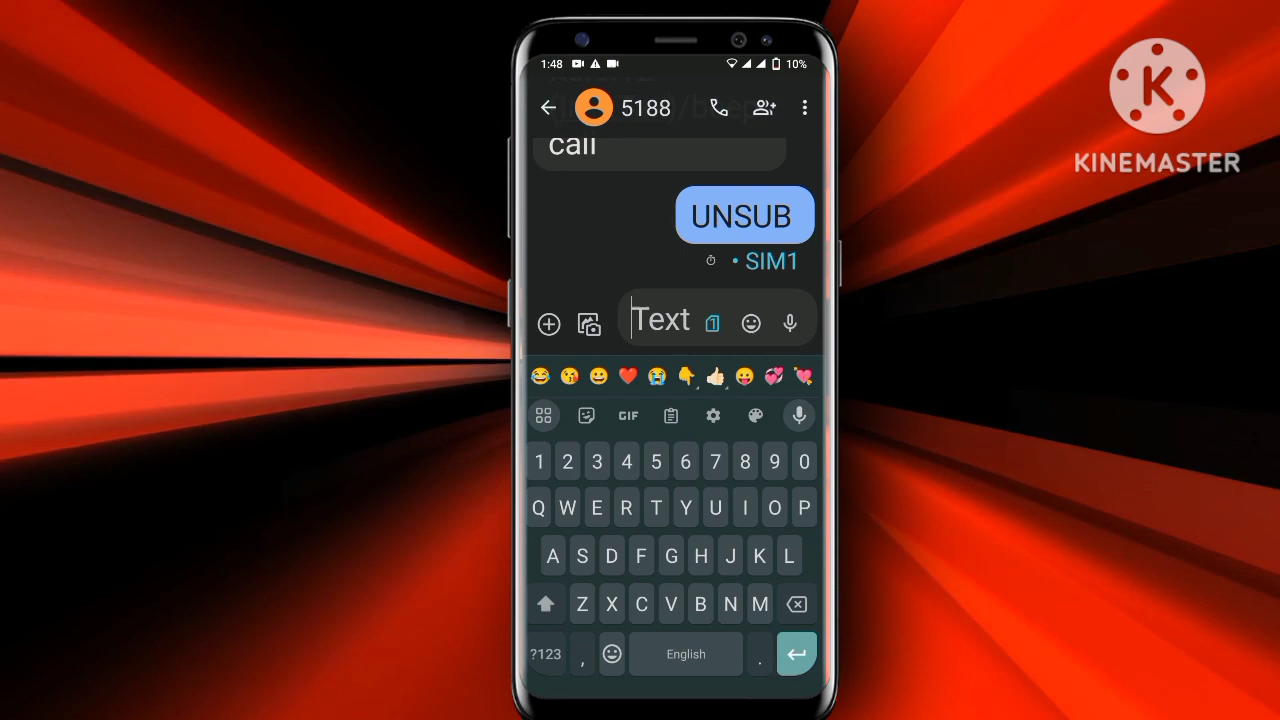 1:48
10%
5188
call
UNSUB
• SIM1
Text
1
GIF
1 2 3 4 5 6 7 8 9 0
Q W E R T Y U I O P
A S D F G H J K L
Z X C V B N M
?123 , English .
K
KINEMASTER